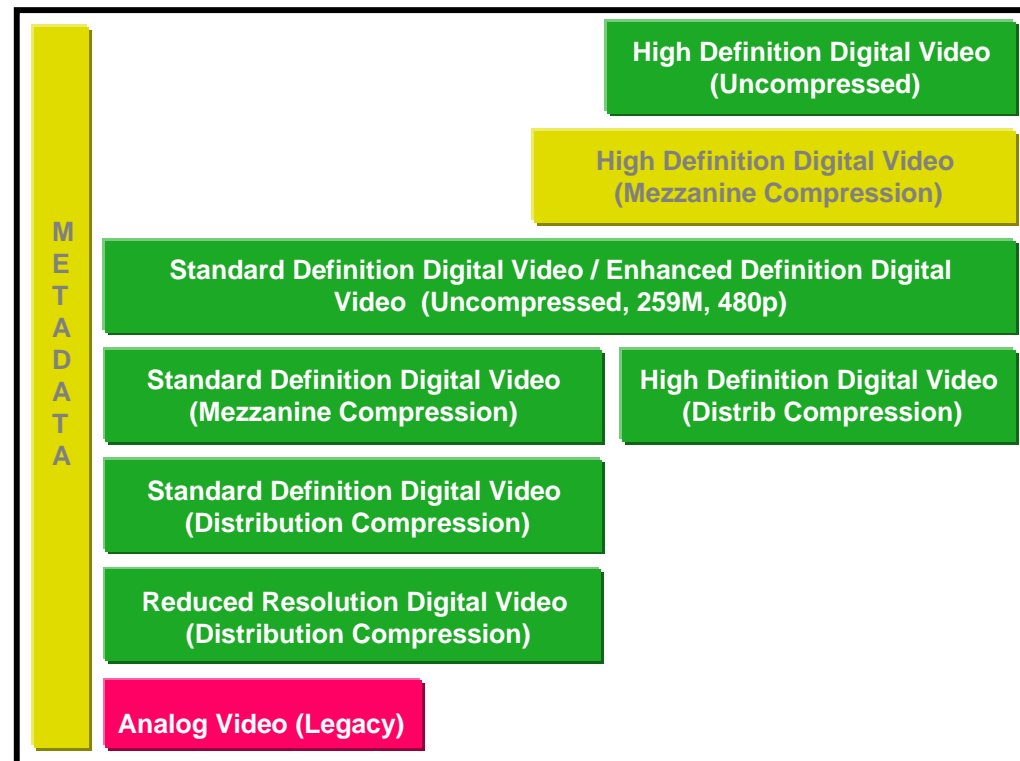 High Definition Digital Video
(Uncompressed)
High Definition Digital Video
(Mezzanine Compression)
M
E
T
A
D
A
T
A
Standard Definition Digital Video / Enhanced Definition Digital
Video (Uncompressed, 259M, 480p)
Standard Definition Digital Video
(Mezzanine Compression)
High Definition Digital Video
(Distrib Compression)
Standard Definition Digital Video
(Distribution Compression)
Reduced Resolution Digital Video
(Distribution Compression)
Analog Video (Legacy)